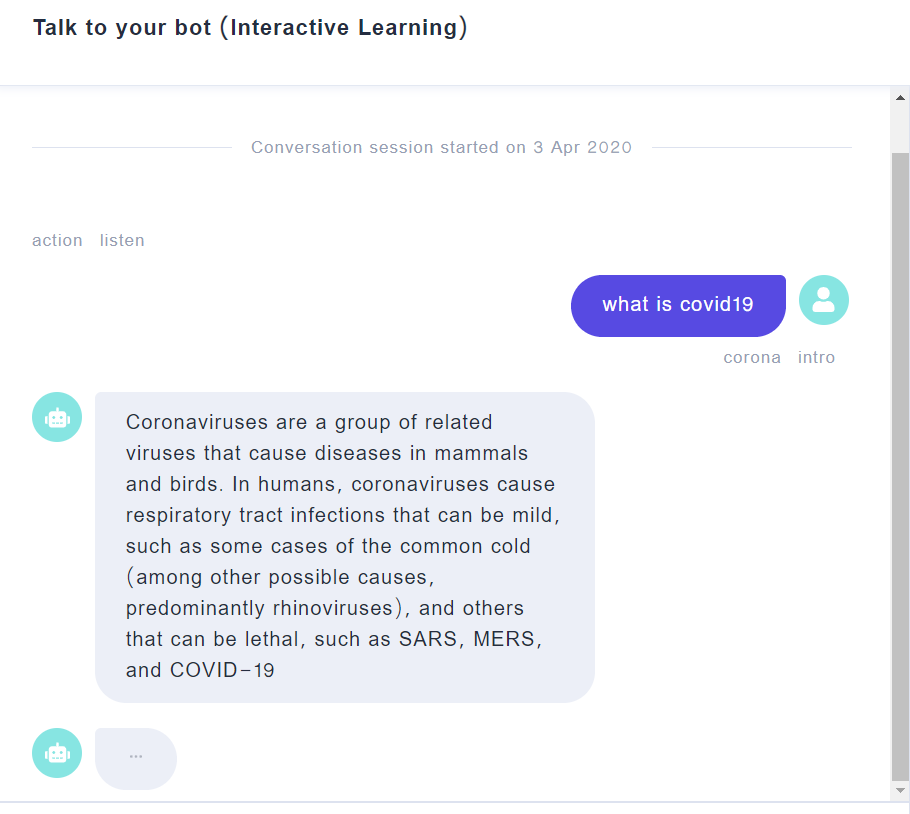 Talk to your bot (Interactive Learning)
Conversation session started on 3 Apr 2020
action listen
what is covid19
corona intro
Coronaviruses are a group of related
viruses that cause diseases in mammals
and birds. In humans, coronaviruses cause
respiratory tract infections that can be mild,
such as some cases of the common cold
(among other possible causes,
predominantly rhinoviruses), and others
that can be lethal, such as SARS, MERS,
and COVID-19
...